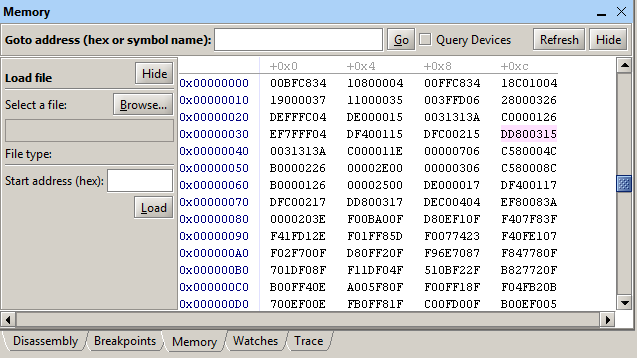 Memory
Goto address (hex or symbol name): Go Query Devices Refresh Hide
Load file Hide
Select a file: Browse...
File type:
Start address (hex):
Load
+0x0 +0x4 +0x8 +0xc
0x00000000 00BFC834 10800004 00FFC834 18C01004
0x00000010 19000037 11000035 003FFD06 28000326
0x00000020 DEFFFC04 DE000015 0031313A C0000126
0x00000030 EF7FFF04 DF400115 DFC00215 DD800315
0x00000040 0031313A C000011E 00000706 C580004C
0x00000050 B0000226 00002E00 00000306 C580008C
0x00000060 B0000126 00002500 DE000017 DF400117
0x00000070 DFC00217 DD800317 DEC00404 EF80083A
0x00000080 0000203E F00BA00F D80EF10F F407F83F
0x00000090 F41FD12E F01FF85D F0077423 F40FE107
0x000000A0 F02F700F D80FF20F F96E7087 F847780F
0x000000B0 701DF08F F11DF04F 510BF22F B827720F
0x000000C0 B00FF40E A005F80F F00FF18F F04FB20B
0x000000D0 700EF00E FB0FF81F C00FD00F B00EF005
Disassembly Breakpoints Memory Watches Trace